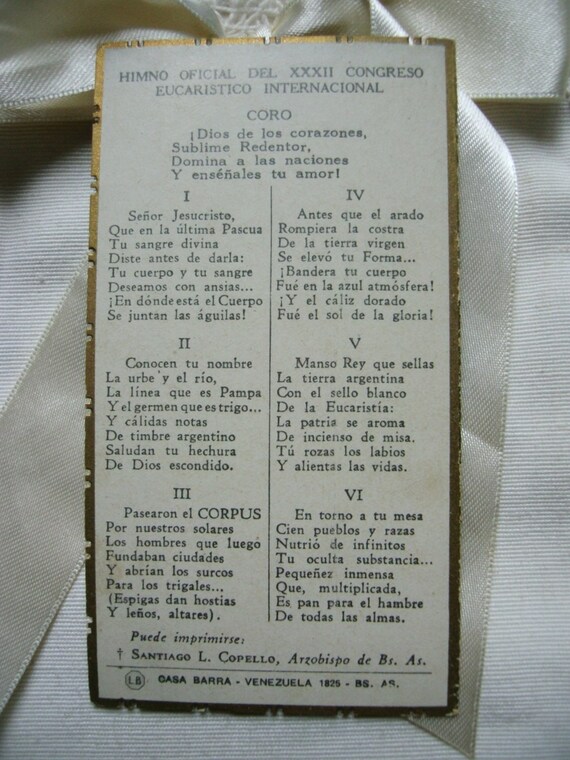 HIMNO OFICIAL DEL XXXII CONGRESO
EUCARISTICO INTERNACIONAL
CORO
¡Dios de los corazones,
Sublime Redentor,
Domina a las naciones
Y enséñales tu amor!
I
Señor Jesucristo,
Que en la última Pascua
Tu sangre divina
Diste antes de darla:
Tu cuerpo y tu sangre
Deseamos con ansias...
¡En dónde está el Cuerpo
Se juntan las águilas!
II
Conocen tu nombre
La urbe y el río,
La línea que es Pampa
Y el germen que es trigo...
Y cálidas notas
De timbre argentino
Saludan tu hechura
De Dios escondido.
III
Pasearon el CORPUS
Por nuestros solares
Los hombres que luego
Fundaban ciudades
Y abrían los surcos
Para los trigales...
(Espigas dan hostias
Y leños, altares).
IV
Antes que el arado
Rompiera la costra
De la tierra virgen
Se elevó tu Forma...
¡Bandera tu cuerpo
Fué en la azul atmósfera!
¡Y el cáliz dorado
Fué el sol de la gloria!
V
Manso Rey que sellas
La tierra argentina
Con el sello blanco
De la Eucaristía:
La patria se aroma
De incienso de misa.
Tú rozas los labios
Y alientas las vidas.
VI
En torno a tu mesa
Cien pueblos y razas
Nutrió de infinitos
Tu oculta substancia...
Pequeñez inmensa
Que, multiplicada,
Es pan para el hambre
De todas las almas.
Puede imprimirse:
† SANTIAGO L. COPELLO, Arzobispo de Bs. As.
LB CASA BARRA - VENEZUELA 1825 - BS. AS.